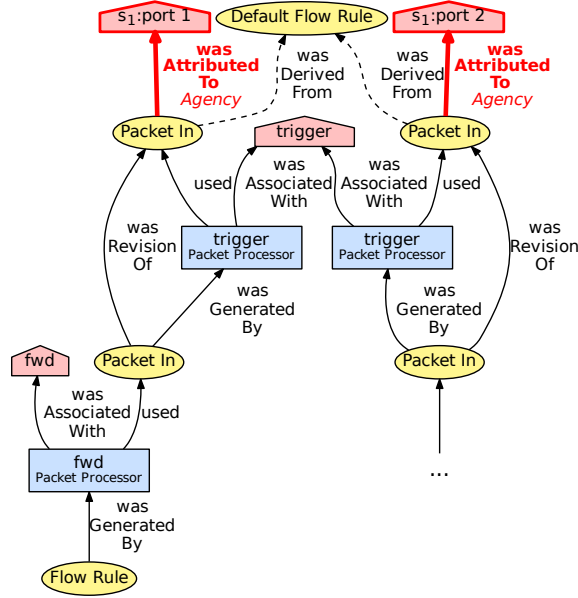 s1:port 1
Default Flow Rule
s1:port 2
was
Attributed
To
Agency
was
Derived
From
was
Derived
From
was
Attributed
To
Agency
Packet In
trigger
Packet In
used
was
Associated
With
was
Associated
With
used
was
Revision
Of
trigger
Packet Processor
trigger
Packet Processor
was
Revision
Of
was
Generated
By
was
Generated
By
fwd
Packet In
Packet In
was
Associated
With
used
fwd
Packet Processor
...
was
Generated
By
Flow Rule